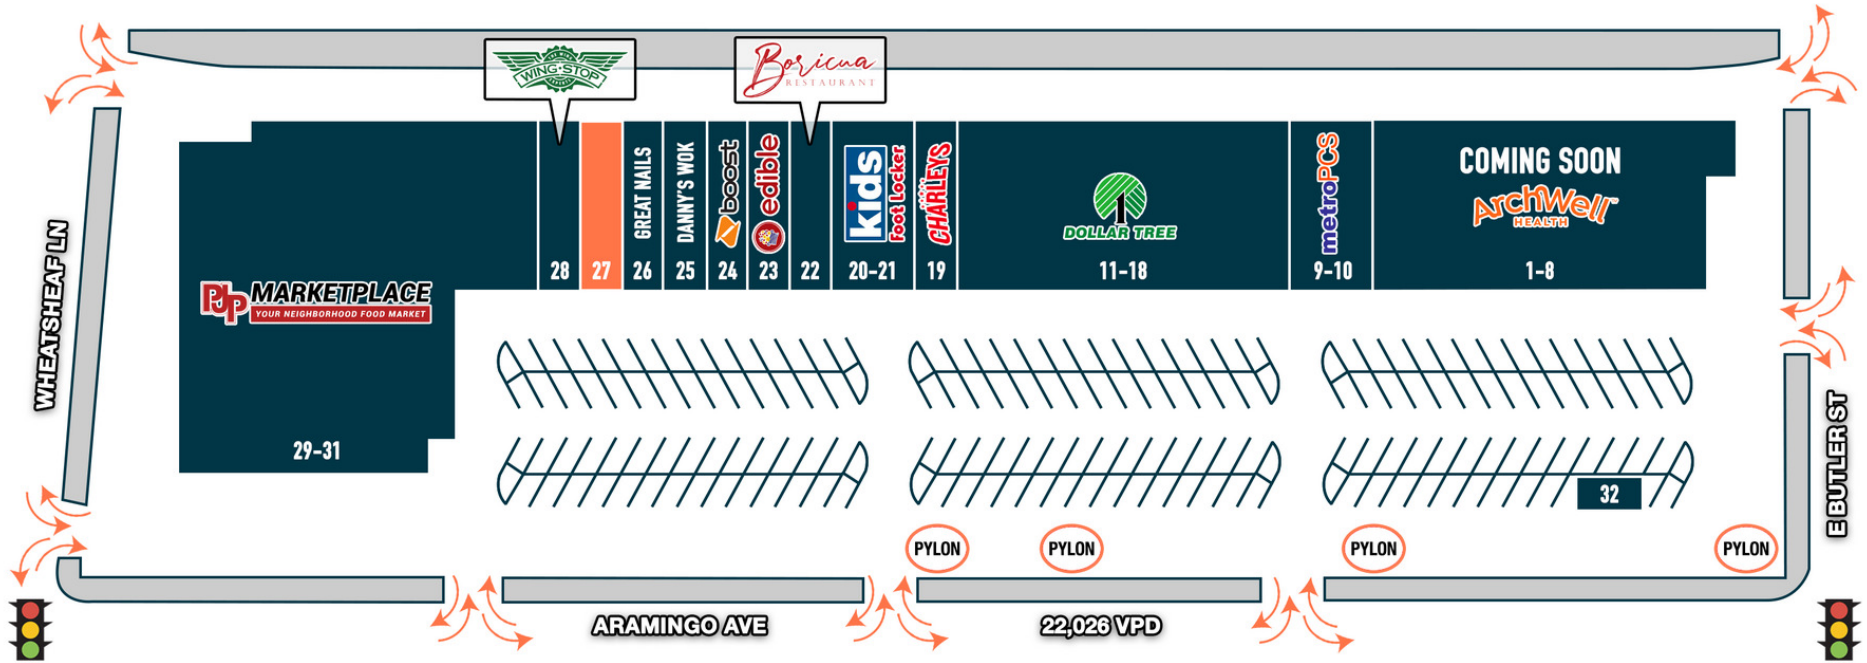 WING·STOP
Boricua
RESTAURANT
28
27
GREAT NAILS
26
DANNY'S WOK
25
boost
24
edible
23
22
kids
Foot Locker
20-21
CHARLEYS
19
1
DOLLAR TREE
11-18
metroPCS
9-10
COMING SOON
ArchWell™
HEALTH
1-8
WHEATSHEAF LN
PJP MARKETPLACE
YOUR NEIGHBORHOOD FOOD MARKET
29-31
32
E BUTLER ST
PYLON
PYLON
PYLON
PYLON
ARAMINGO AVE
22,026 VPD